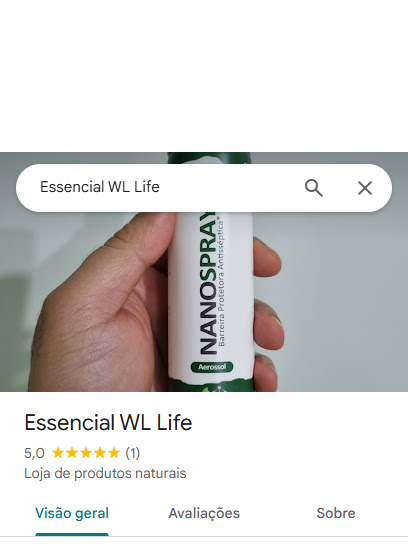 Essencial WL Life
NANOSPRAY
Barreira Protetora Antisséptica*
Aerossol
Essencial WL Life
5,0 (1)
Loja de produtos naturais
Visão geral
Avaliações
Sobre